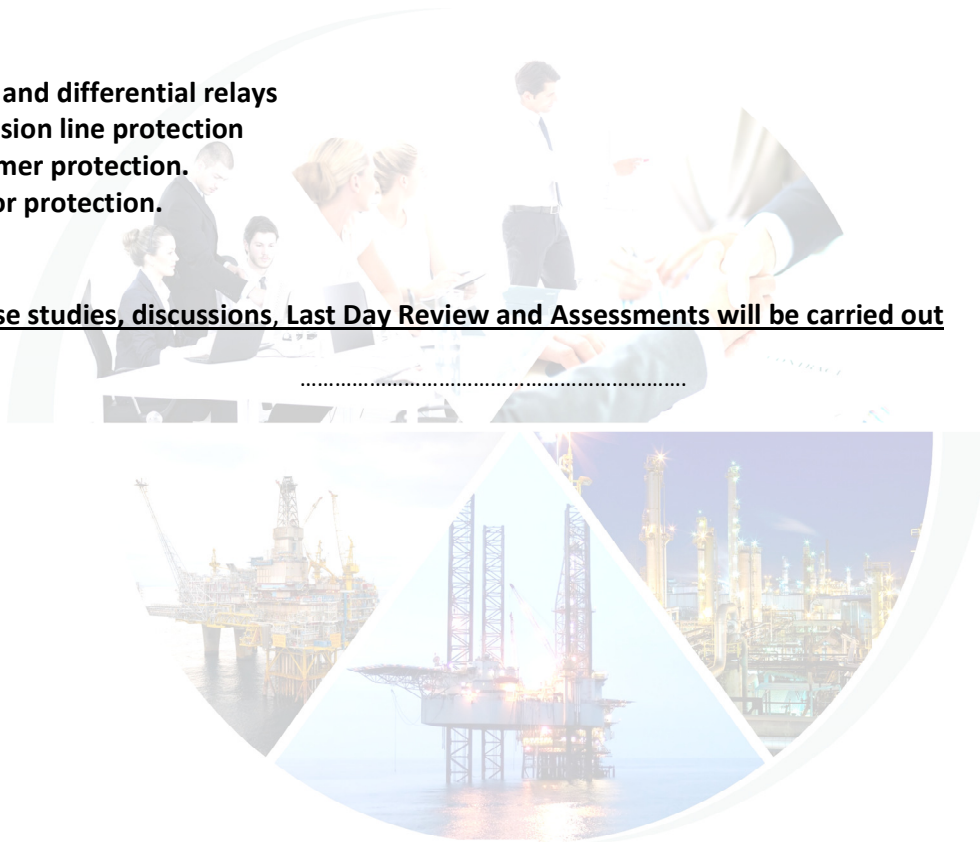 and differential relays
sion line protection
mer protection.
or protection.
se studies, discussions, Last Day Review and Assessments will be carried out
……………………………………………………….
CONTRACT